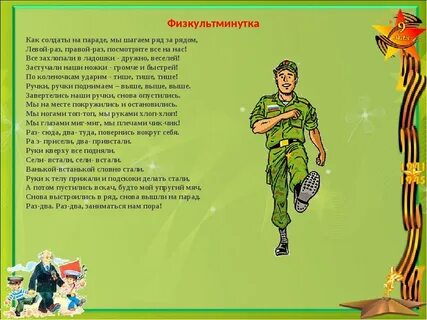 Физкультминутка
Как солдаты на параде, мы шагаем ряд за рядом,
Левой-раз, правой-раз, посмотрите все на нас!
Все захлопали в ладошки - дружно, веселей!
Застучали наши ножки - громче и быстрей!
По коленочкам ударим - тише, тише, тише!
Ручки, ручки поднимаем – выше, выше, выше.
Завертелись наши ручки, снова опустились.
Мы на месте покружились и остановились.
Мы ногами топ-топ, мы руками хлоп-хлоп!
Мы глазами миг-миг, мы плечами чик-чик!
Раз- сюда, два- туда, повернись вокруг себя.
Раз- присели, два- привстали.
Руки кверху все подняли.
Сели- встали, сели- встали.
Ванькой-встанькой словно стали.
Руки к телу прижали и подскоки делать стали,
А потом пустились вскач, будто мой упругий мяч,
Снова выстроились в ряд, снова вышли на парад.
Раз-два. Раз-два, заниматься нам пора!
9
1945